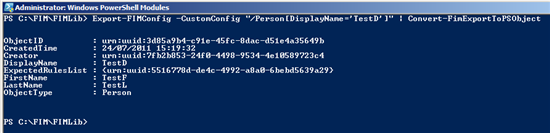 Administrator: Windows PowerShell Modules
PS C:\FIM\FIMLib> Export-FIMConfig -CustomConfig "/Person[DisplayName='TestD']" | Convert-FimExportToPSObject
ObjectID : urn:uuid:3d85a9b4-c91e-45fc-8dac-d51e4a35649b
CreatedTime : 24/07/2011 15:19:32
Creator : urn:uuid:7fb2b853-24f0-4498-9534-4e10589723c4
DisplayName : TestD
ExpectedRulesList : {urn:uuid:5516778d-de4c-4992-a8a0-6bebd5639a29}
FirstName : TestF
LastName : TestL
ObjectType : Person
PS C:\FIM\FIMLib>